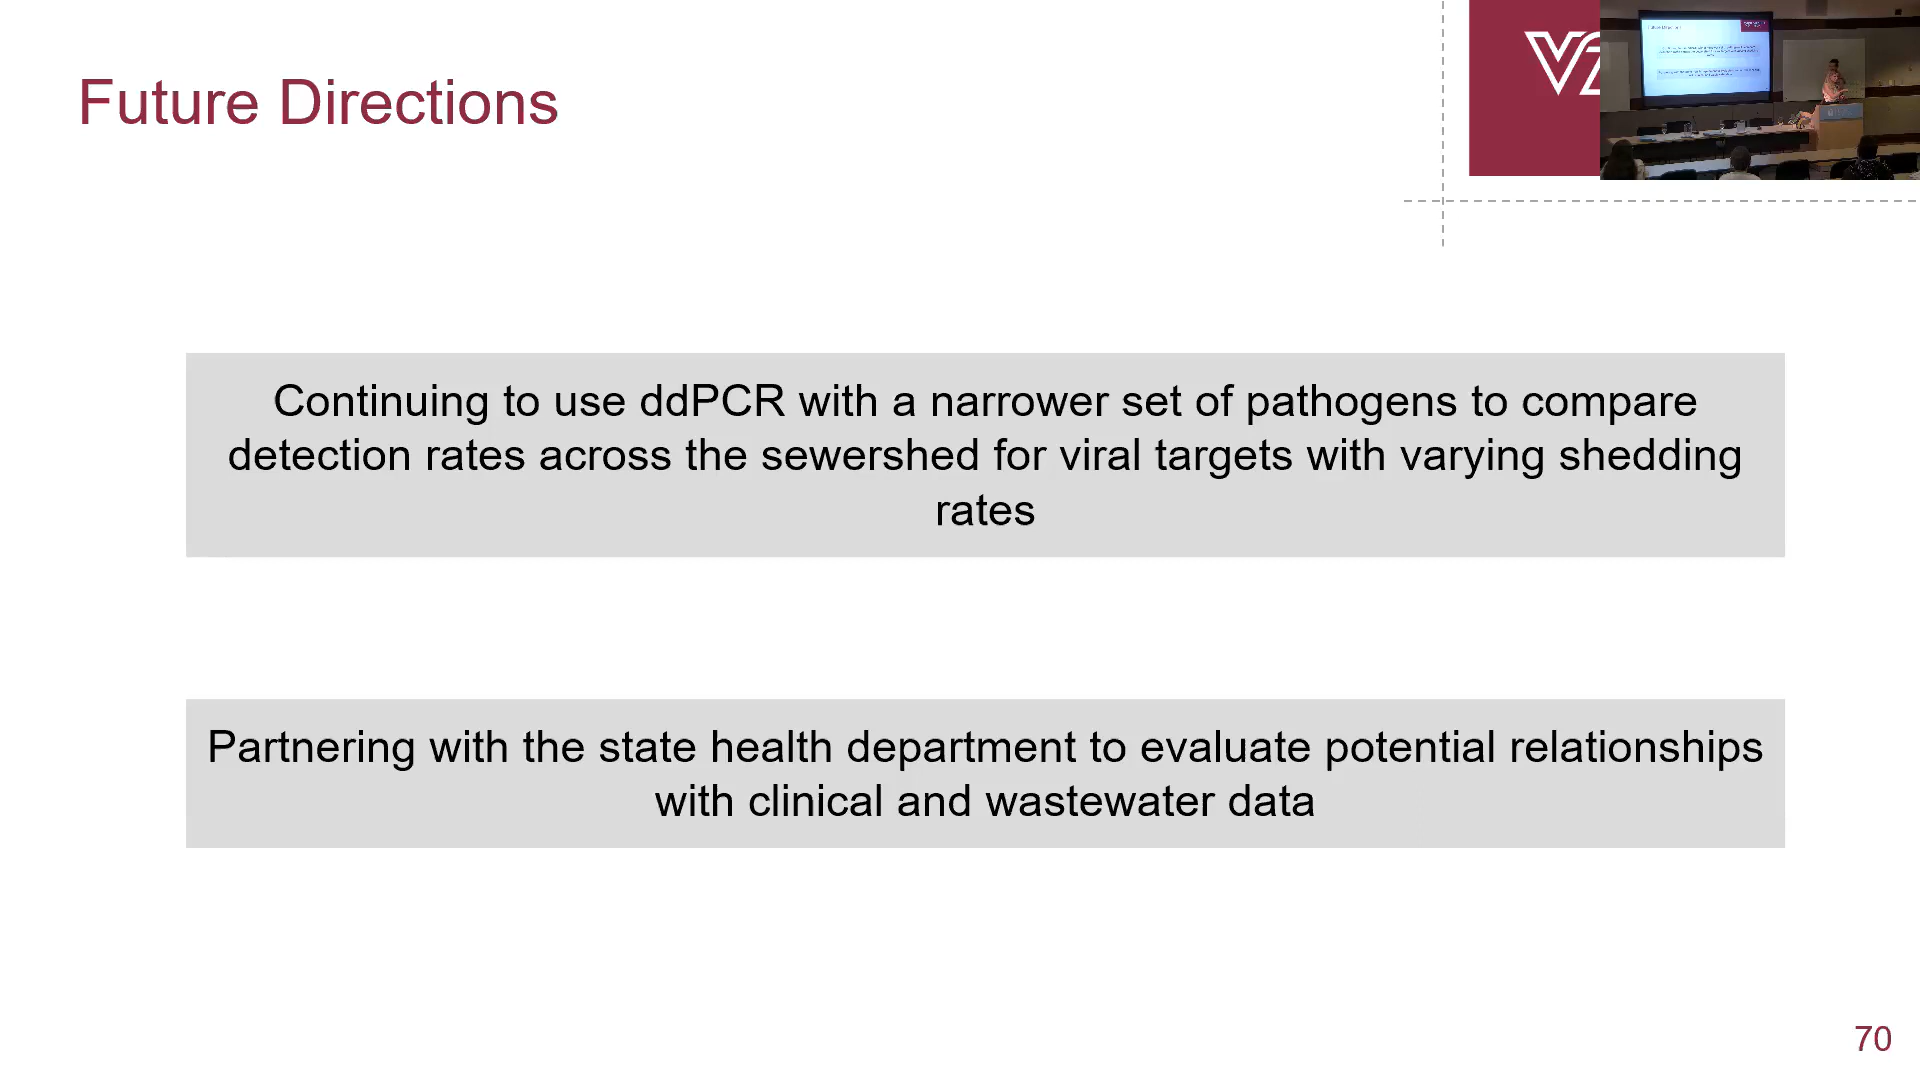 Future Directions
Continuing to use ddPCR with a narrower set of pathogens to compare
detection rates across the sewershed for viral targets with varying shedding
rates
Partnering with the state health department to evaluate potential relationships
with clinical and wastewater data
70